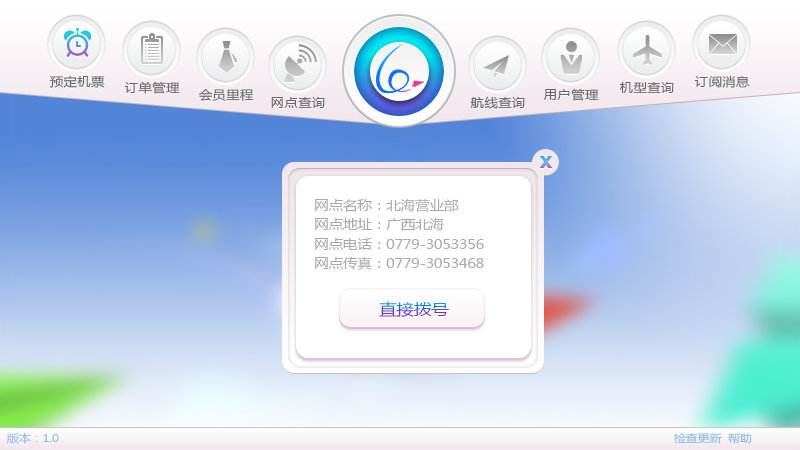 预定机票
订单管理
会员里程
网点查询
航线查询
用户管理
机型查询
订阅消息
X
网点名称：北海营业部
网点地址：广西北海
网点电话：0779-3053356
网点传真：0779-3053468
直接拨号
版本：1.0
检查更新 帮助